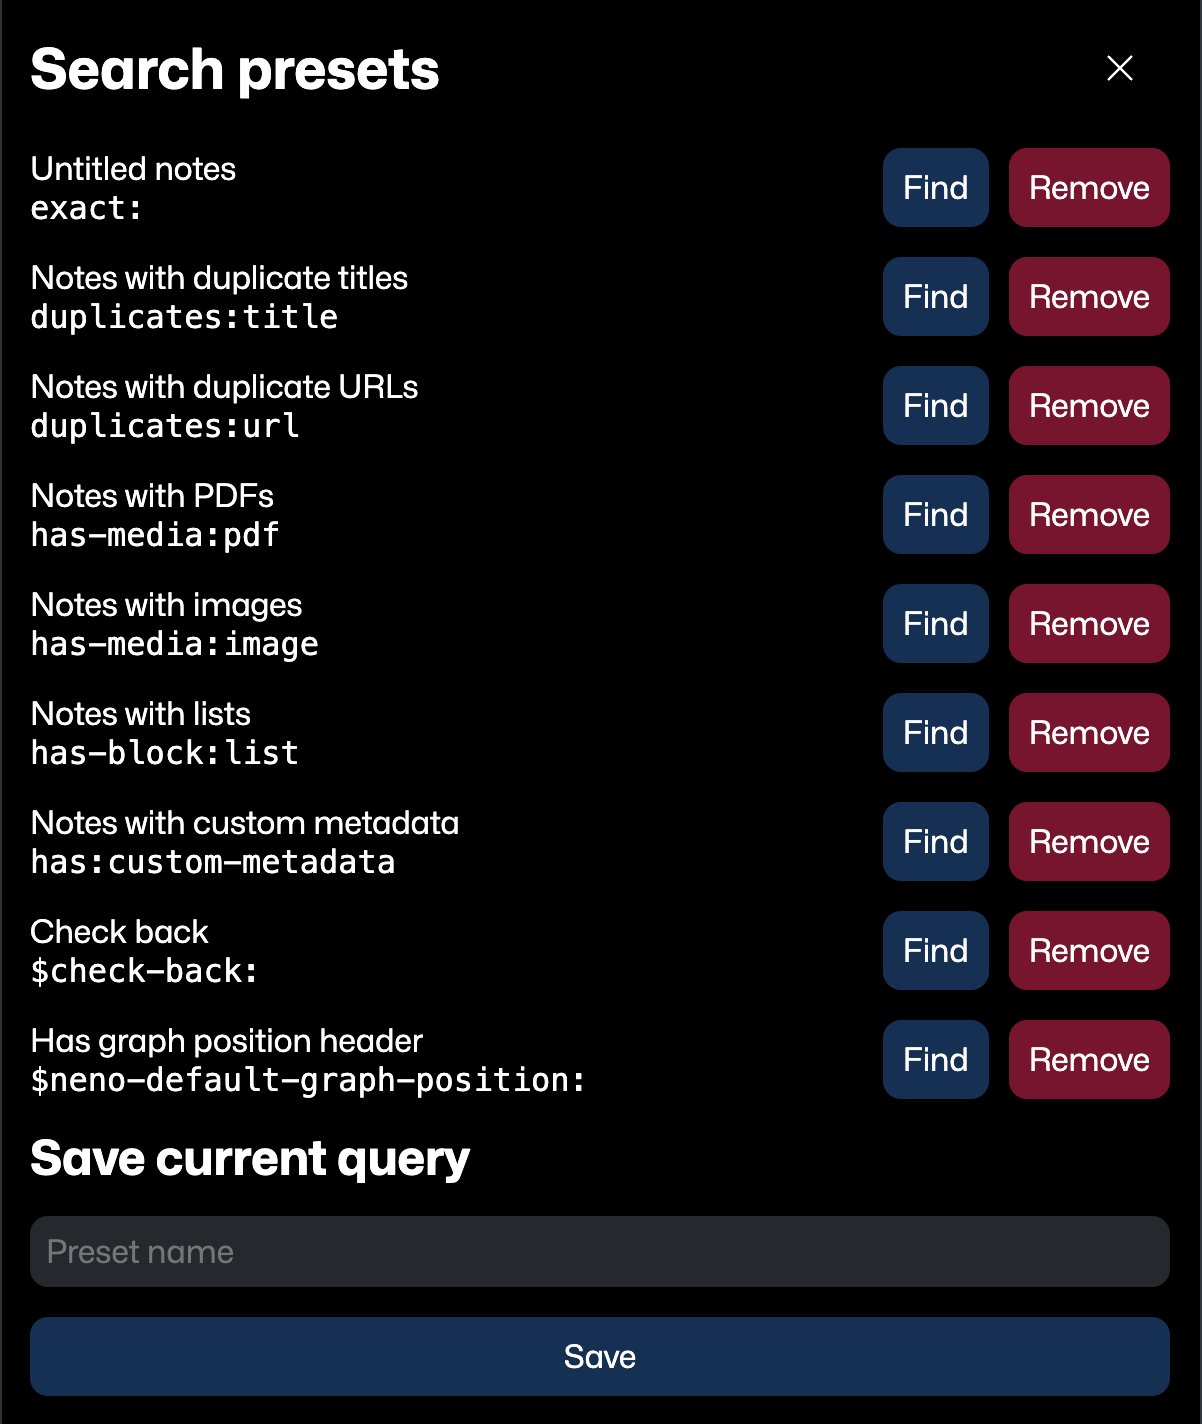 Search presets
Untitled notes
exact:
Find Remove
Notes with duplicate titles
duplicates:title
Find Remove
Notes with duplicate URLs
duplicates:url
Find Remove
Notes with PDFs
has-media:pdf
Find Remove
Notes with images
has-media:image
Find Remove
Notes with lists
has-block:list
Find Remove
Notes with custom metadata
has:custom-metadata
Find Remove
Check back
$check-back:
Find Remove
Has graph position header
$neno-default-graph-position:
Find Remove
Save current query
Preset name
Save